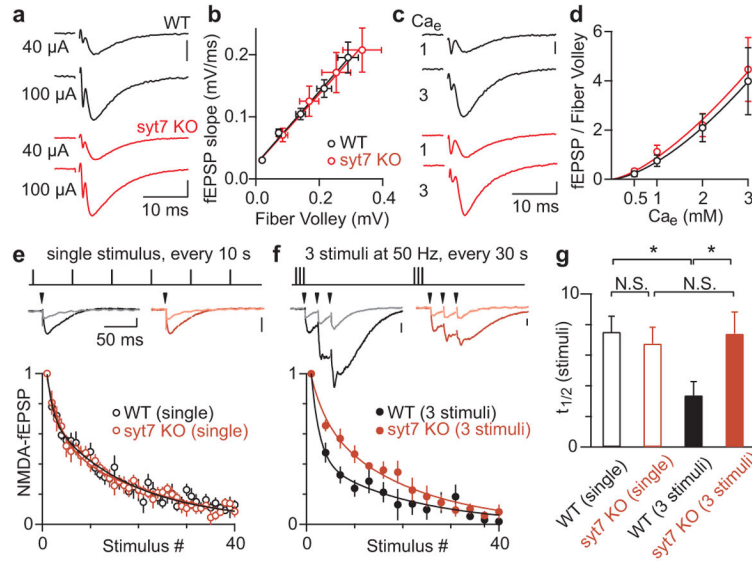 a
WT
40 µA
100 µA
syt7 KO
40 µA
100 µA
10 ms
b
fEPSP slope (mV/ms)
0.2
0.1
0.0
WT
syt7 KO
0.0 0.2 0.4
Fiber Volley (mV)
c
Ca e
1
3
1
3
10 ms
d
fEPSP / Fiber Volley
6
4
2
0
0.5 1 2 3
Ca e (mM)
e single stimulus, every 10 s
50 ms
NMDA-fEPSP
1
0
WT (single)
syt7 KO (single)
0 40
Stimulus #
f 3 stimuli at 50 Hz, every 30 s
1
0
WT (3 stimuli)
syt7 KO (3 stimuli)
0 40
Stimulus #
g
* *
N.S. N.S.
t1/2 (stimuli)
10
0
WT (single)
syt7 KO (single)
WT (3 stimuli)
syt7 KO (3 stimuli)